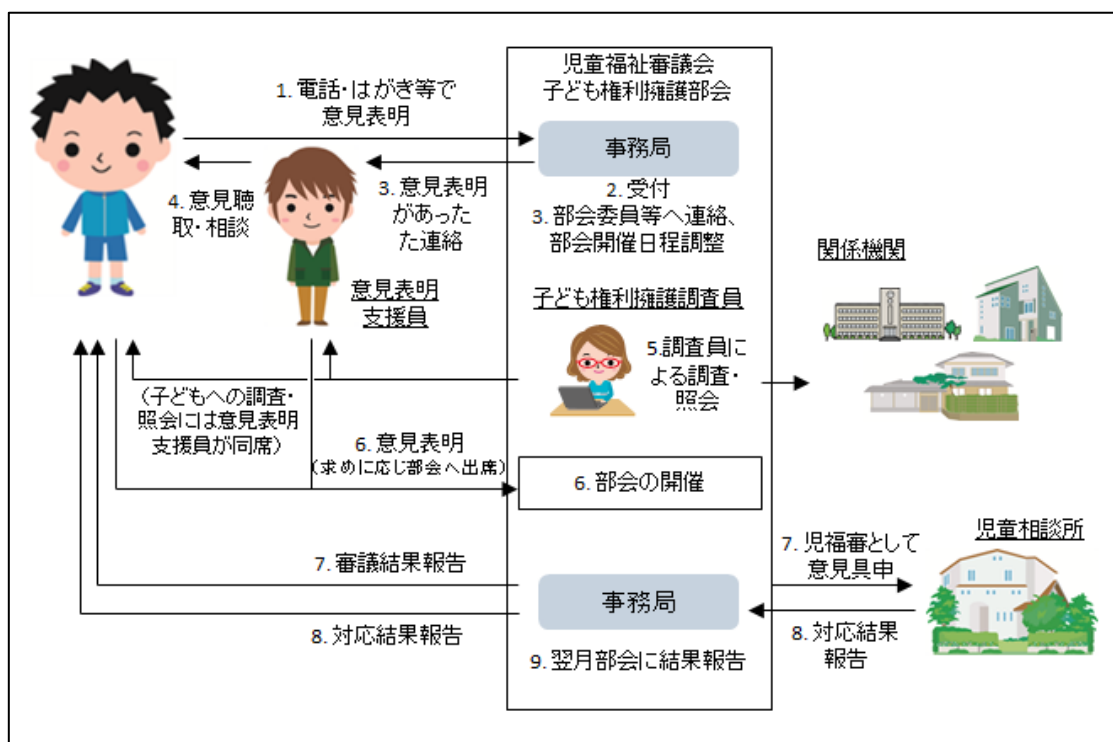 児童福祉審議会
子ども権利擁護部会
1. 電話・はがき等で
意見表明
事務局
2. 受付
3. 部会委員等へ連絡、
部会開催日程調整
3. 意見表明
があった
た連絡
4. 意見聴
取・相談
意見表明
支援員
子ども権利擁護調査員
5.調査員に
よる調査・
照会
関係機関
(子どもへの調査・
照会には意見表明
支援員が同席)
6. 意見表明
(求めに応じ部会へ出席)
6. 部会の開催
児童相談所
7. 審議結果報告
7. 児福審として
意見具申
事務局
8. 対応結果報告
8. 対応結果
報告
9. 翌月部会に結果報告